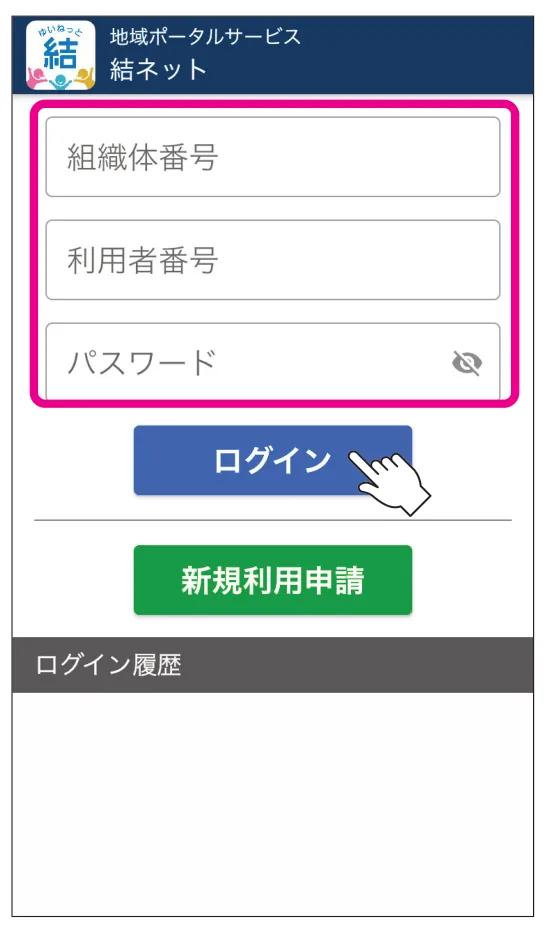 ゆいねっと
結
地域ポータルサービス
結ネット
組織体番号
利用者番号
パスワード
ログイン
新規利用申請
ログイン履歴